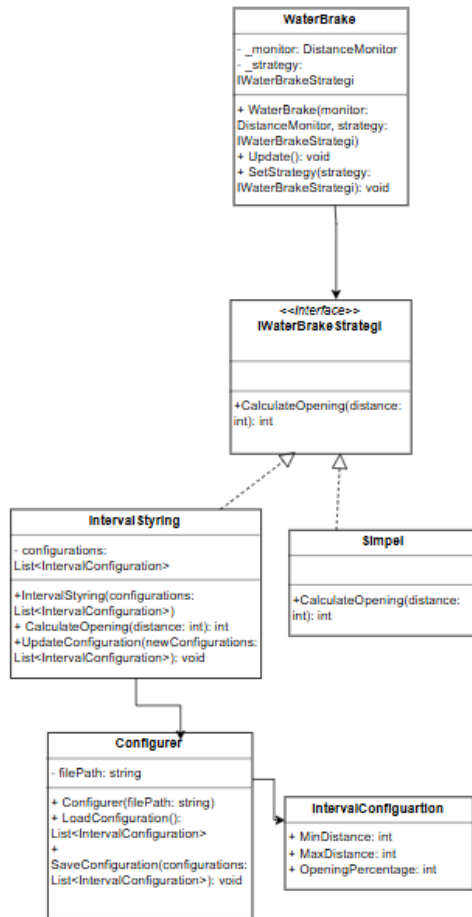 WaterBrake
- _monitor: DistanceMonitor
- _strategy:
IWaterBrakeStrategi
+ WaterBrake(monitor:
DistanceMonitor, strategy:
IWaterBrakeStrategi)
+ Update(): void
+ SetStrategy(strategy:
IWaterBrakeStrategi): void
<<Interface>>
IWaterBrakeStrategi
+CalculateOpening(distance:
int): int
IntervalStyring
- configurations:
List<IntervalConfiguration>
+IntervalStyring(configurations:
List<IntervalConfiguration>)
+ CalculateOpening(distance: int): int
+UpdateConfiguration(newConfigurations:
List<IntervalConfiguration>): void
Simpel
+CalculateOpening(distance:
int): int
Configurer
- filePath: string
+ Configurer(filePath: string)
+ LoadConfiguration():
List<IntervalConfiguration>
+
SaveConfiguration(configurations:
List<IntervalConfiguration>): void
IntervalConfiguartion
+ MinDistance: int
+ MaxDistance: int
+ OpeningPercentage: int